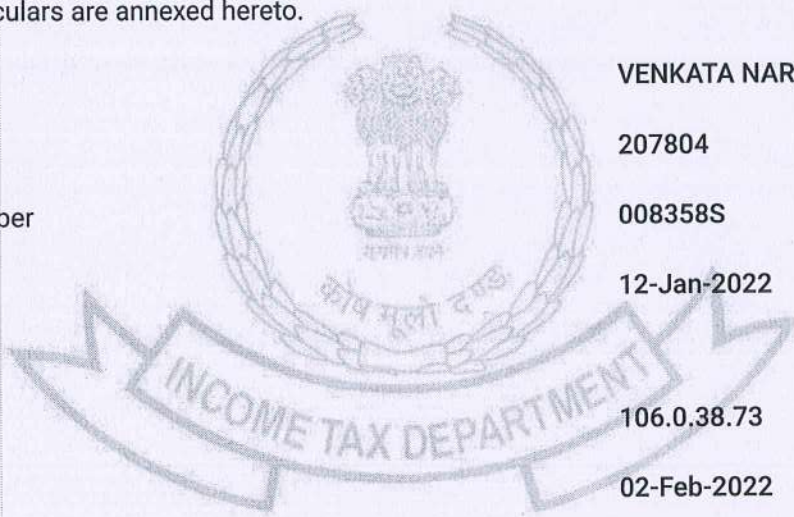 culars are annexed hereto.
VENKATA NAR
207804
ber
008358S
सत्यमेव जयते
कोष मूलो दण्डः
12-Jan-2022
INCOME TAX DEPARTMENT
106.0.38.73
02-Feb-2022